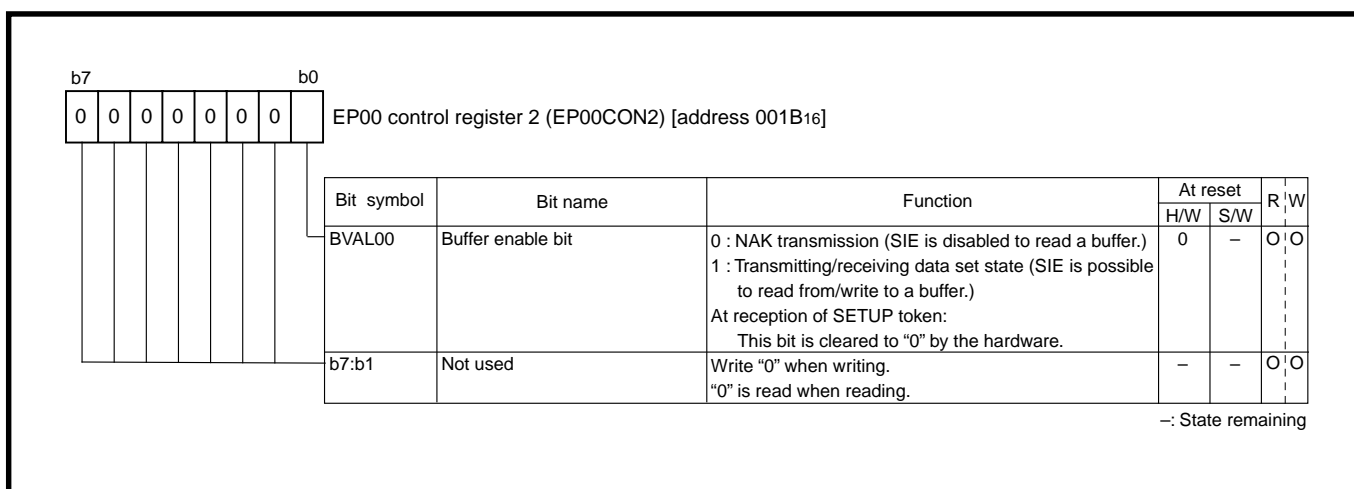 b7 b0
0 0 0 0 0 0 0 EP00 control register 2 (EP00CON2) [address 001B16]
Bit symbol Bit name Function At reset R W
H/W S/W
BVAL00 Buffer enable bit 0 : NAK transmission (SIE is disabled to read a buffer.) 0 – O O
1 : Transmitting/receiving data set state (SIE is possible
to read from/write to a buffer.)
At reception of SETUP token:
This bit is cleared to “0” by the hardware.
b7:b1 Not used Write “0” when writing. – – O O
“0” is read when reading.
–: State remaining